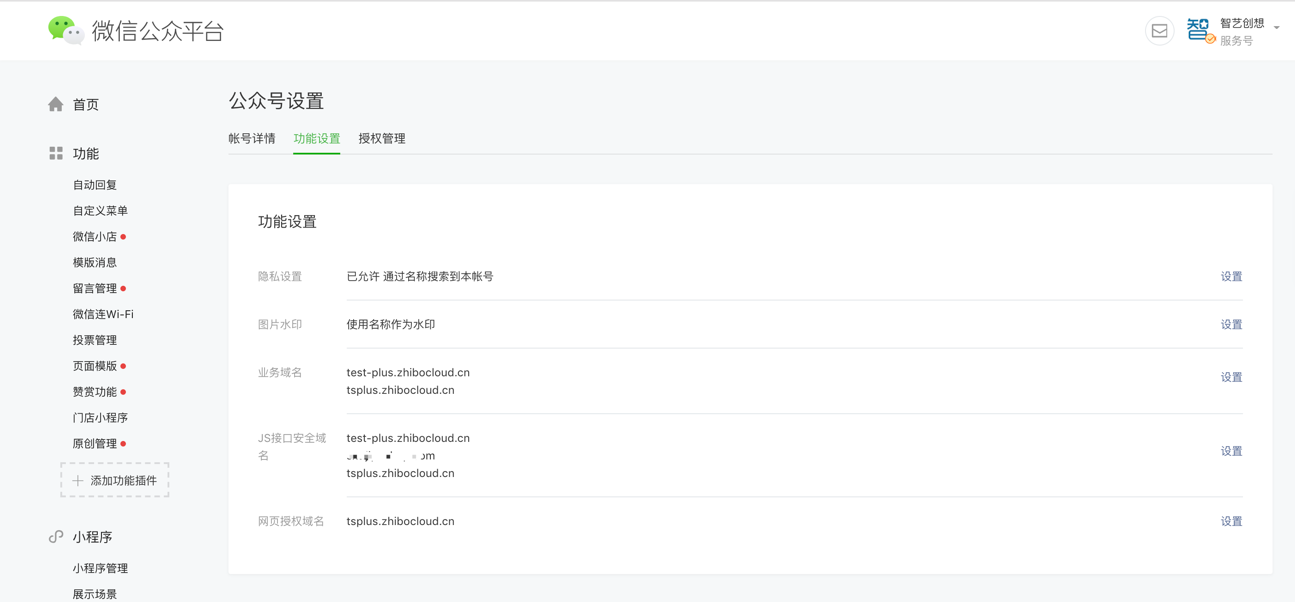 微信公众平台
智艺创想
服务号
首页
功能
自动回复
自定义菜单
微信小店
模版消息
留言管理
微信连Wi-Fi
投票管理
页面模版
赞赏功能
门店小程序
原创管理
添加功能插件
小程序
小程序管理
展示场景
公众号设置
帐号详情 功能设置 授权管理
功能设置
隐私设置 已允许 通过名称搜索到本帐号 设置
图片水印 使用名称作为水印 设置
业务域名 test-plus.zhibocloud.cn 设置
tsplus.zhibocloud.cn
JS接口安全域 test-plus.zhibocloud.cn 设置
名
tsplus.zhibocloud.cn
网页授权域名 tsplus.zhibocloud.cn 设置